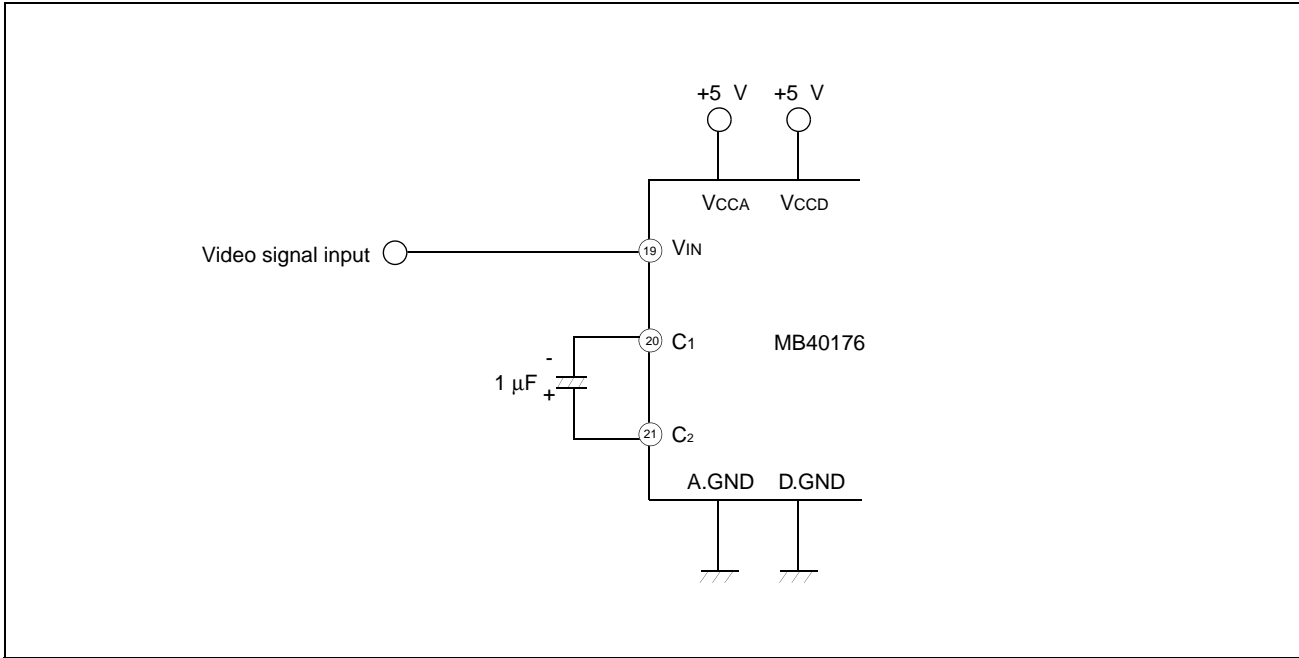 +5 V +5 V
VCCA VCCD
Video signal input 19 VIN
20 C1 MB40176
-
1 μF
+
21 C2
A.GND D.GND